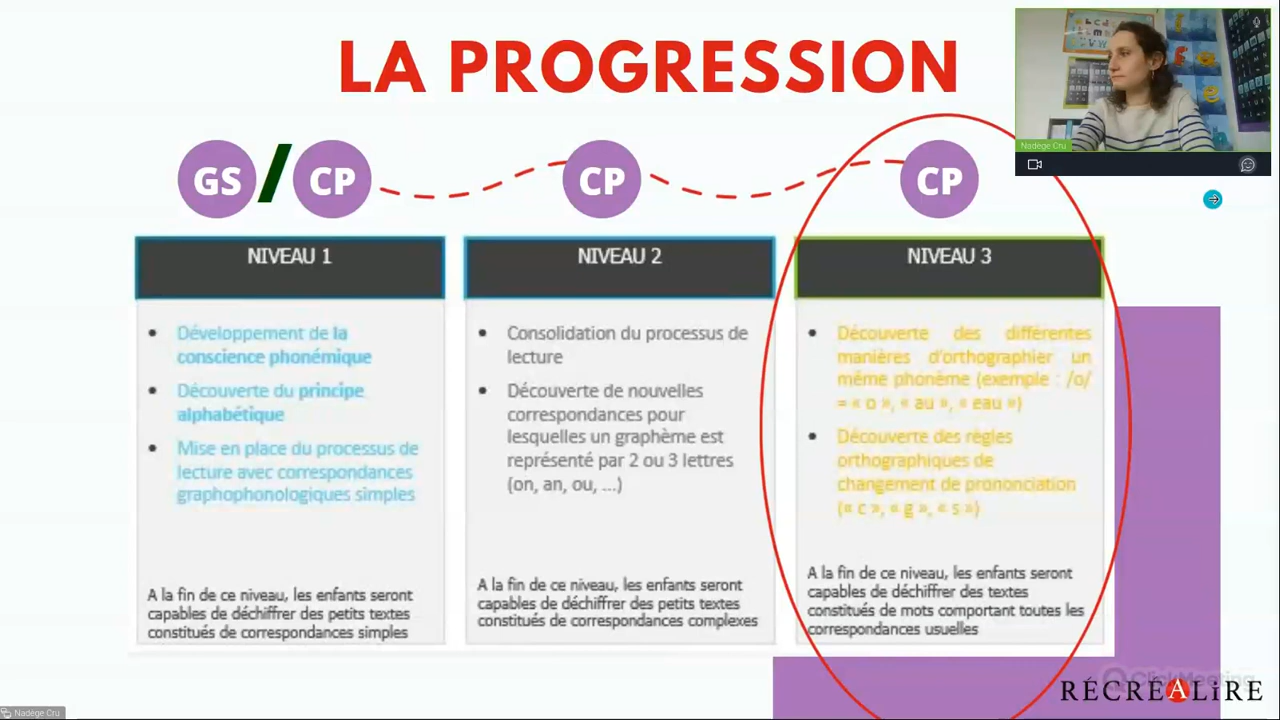 LA PROGRESSION
GS / CP
CP
CP
NIVEAU 1
• Développement de la
conscience phonémique
• Découverte du principe
alphabétique
• Mise en place du processus de
lecture avec correspondances
graphophonologiques simples
A la fin de ce niveau, les enfants seront
capables de déchiffrer des petits textes
constitués de correspondances simples
NIVEAU 2
• Consolidation du processus de
lecture
• Découverte de nouvelles
correspondances pour
lesquelles un graphème est
représenté par 2 ou 3 lettres
(on, an, ou, ...)
A la fin de ce niveau, les enfants seront
capables de déchiffrer des petits textes
constitués de correspondances complexes
NIVEAU 3
• Découverte des différentes
manières d'orthographier un
même phonème (exemple : /o/
= « o », « au », « eau »)
• Découverte des règles
orthographiques de
changement de prononciation
(« c », « g », « s »)
A la fin de ce niveau, les enfants seront
capables de déchiffrer des textes
constitués de mots comportant toutes les
correspondances usuelles
Nadège Cru
ClickMeeting
RÉCRÉALiRE
Nadège Cru